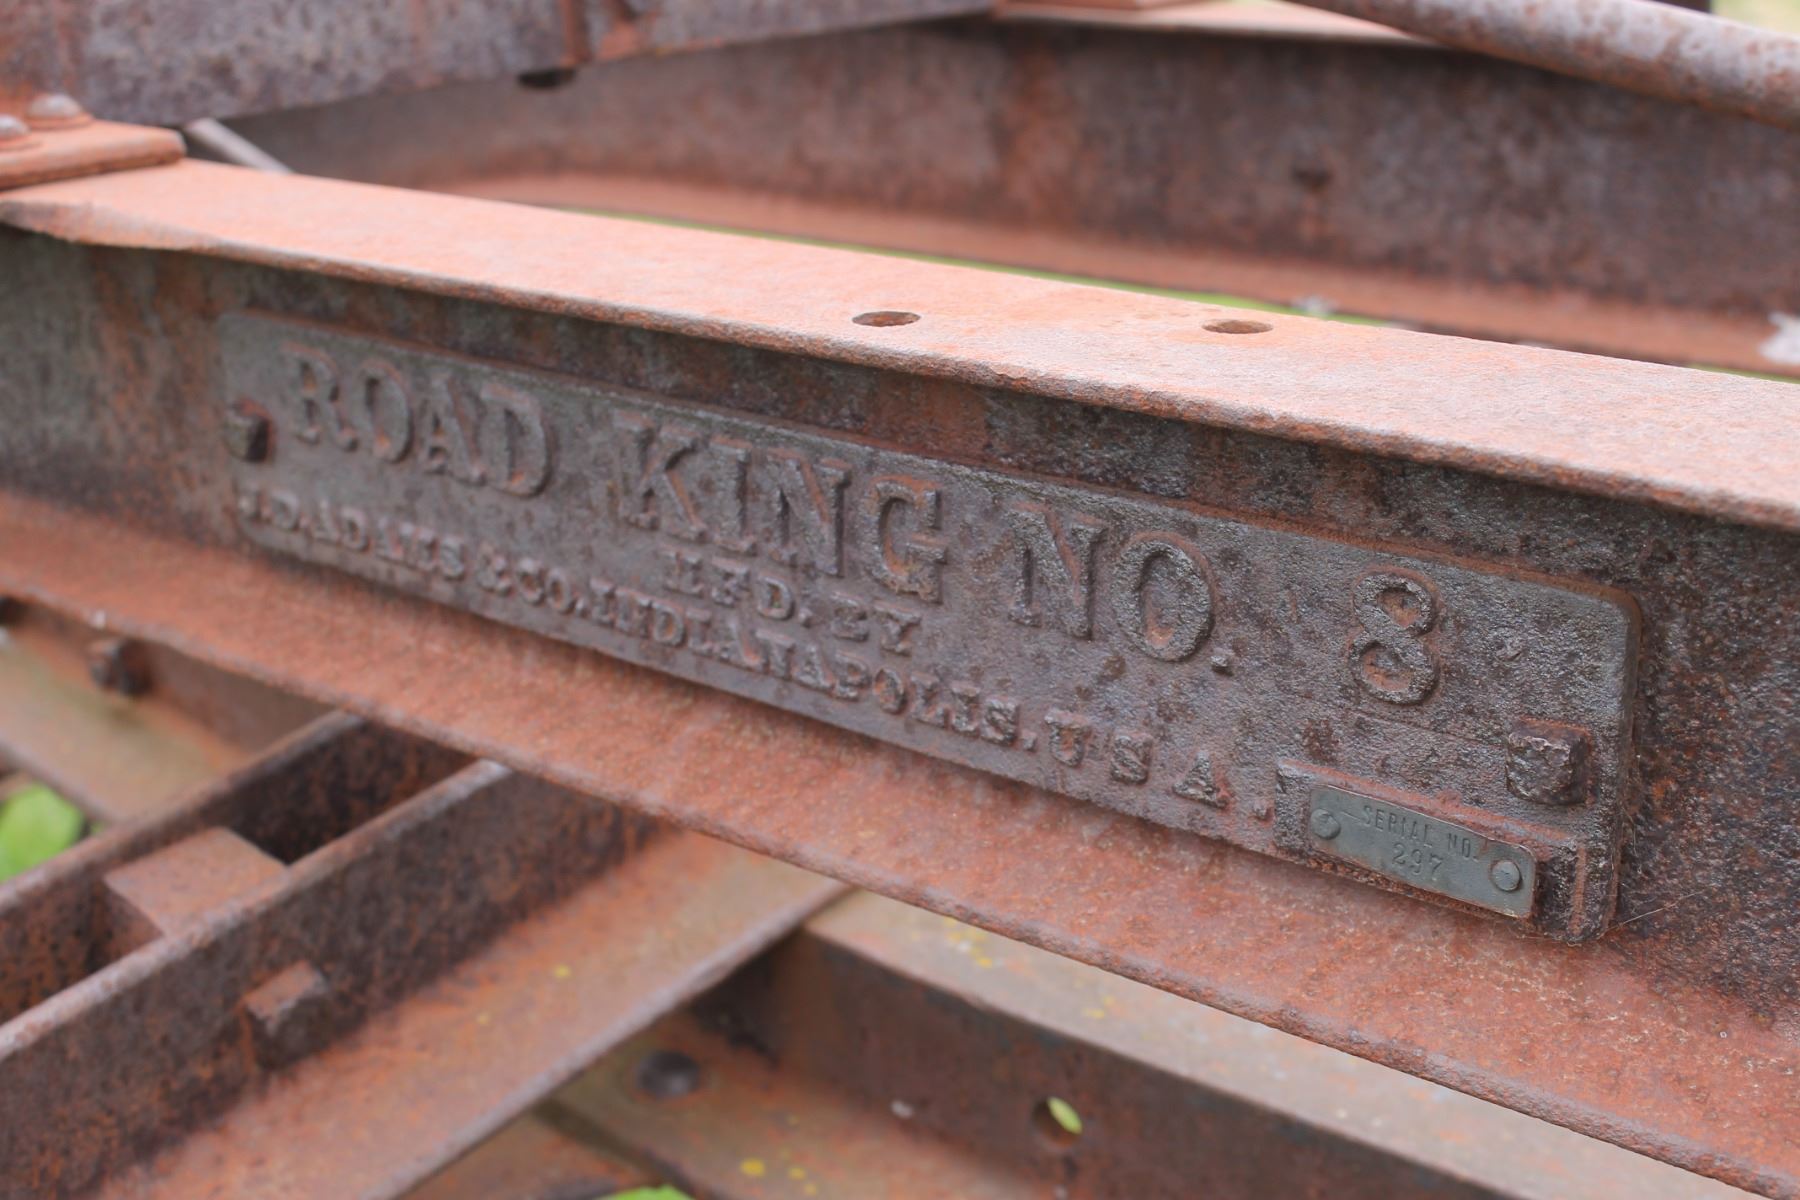 ROAD KING NO. 8
MFD. BY
J.D. ADAMS & CO. INDIANAPOLIS. U S A.
SERIAL NO.
297